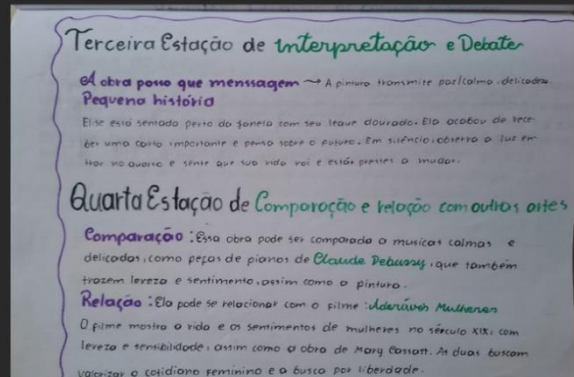 Terceira Estação de Interpretação e Debate
A obra posso que menssagem → A pintura transmite paz/calma, delicadeza
Pequena história
Elise está sentada perto da janela com seu leque dourado. Ela acabou de rece-
ber uma carta importante e pensa sobre o futuro. Em silêncio, observa a luz en-
trar no quarto e sente que sua vida vai e estás prestes a mudar.
Quarta Estação de Comparação e relação com outras artes
Comparação: Essa obra pode ser comparada a musicas calmas e
delicadas, como peças de pianos de Claude Debussy, que também
trazem leveza e sentimento, assim como a pintura.
Relação: Ela pode se relacionar com o filme: Adoráveis Mulheres
O filme mostra a vida e os sentimentos de mulheres no século XIX, com
leveza e sensibilidade, assim como a obra de Mary Cassatt. As duas buscam
valorizar o cotidiano feminino e a busca por liberdade.